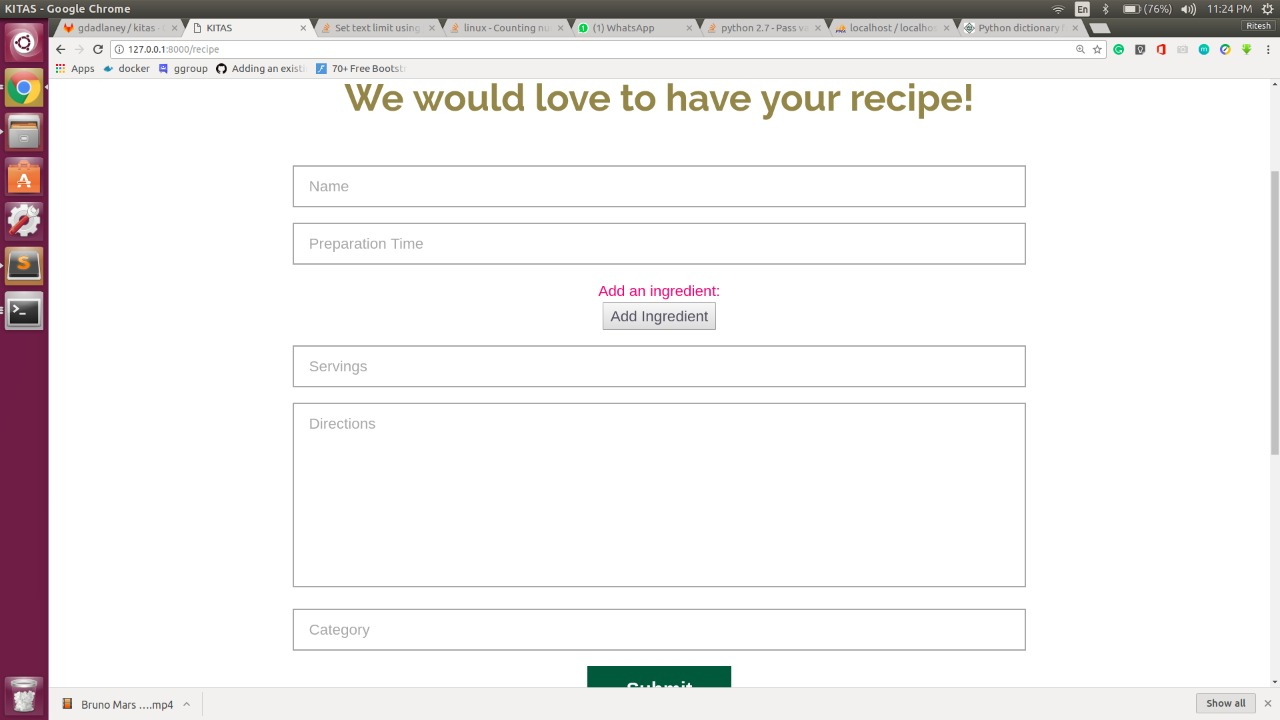 KITAS - Google Chrome
En
(76%)
11:24 PM
gdadlaney / kitas - 
KITAS
Set text limit using
linux - Counting nu
(1) WhatsApp
python 2.7 - Pass va
localhost / localhos
Python dictionary
Ritesh
127.0.0.1:8000/recipe
Apps
docker
ggroup
Adding an existi
70+ Free Bootst
We would love to have your recipe!
Name
Preparation Time
Add an ingredient:
Add Ingredient
Servings
Directions
Category
Submit
Bruno Mars ....mp4
Show all